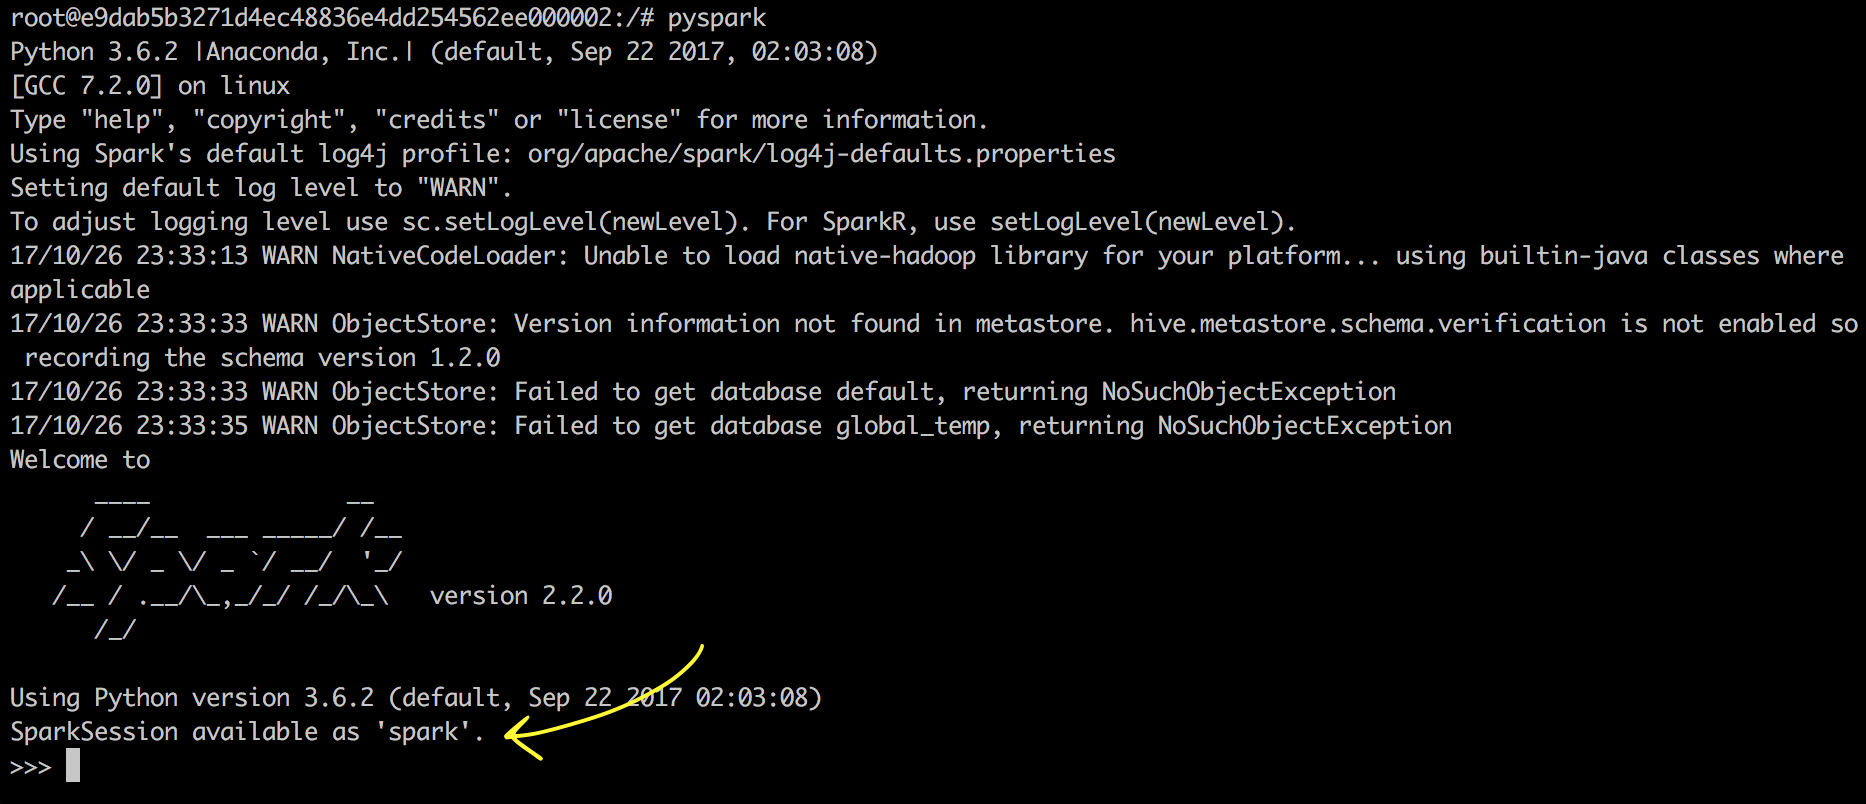 root@e9dab5b3271d4ec48836e4dd254562ee000002:/# pyspark
Python 3.6.2 |Anaconda, Inc.| (default, Sep 22 2017, 02:03:08)
[GCC 7.2.0] on linux
Type "help", "copyright", "credits" or "license" for more information.
Using Spark's default log4j profile: org/apache/spark/log4j-defaults.properties
Setting default log level to "WARN".
To adjust logging level use sc.setLogLevel(newLevel). For SparkR, use setLogLevel(newLevel).
17/10/26 23:33:13 WARN NativeCodeLoader: Unable to load native-hadoop library for your platform... using builtin-java classes where
applicable
17/10/26 23:33:33 WARN ObjectStore: Version information not found in metastore. hive.metastore.schema.verification is not enabled so
 recording the schema version 1.2.0
17/10/26 23:33:33 WARN ObjectStore: Failed to get database default, returning NoSuchObjectException
17/10/26 23:33:35 WARN ObjectStore: Failed to get database global_temp, returning NoSuchObjectException
Welcome to
      ____              __
     / __/__  ___ _____/ /__
    _\ \/ _ \/ _ `/ __/  '_/
   /__ / .__/\_,_/_/ /_/\_\   version 2.2.0
      /_/
Using Python version 3.6.2 (default, Sep 22 2017 02:03:08)
SparkSession available as 'spark'.
>>>